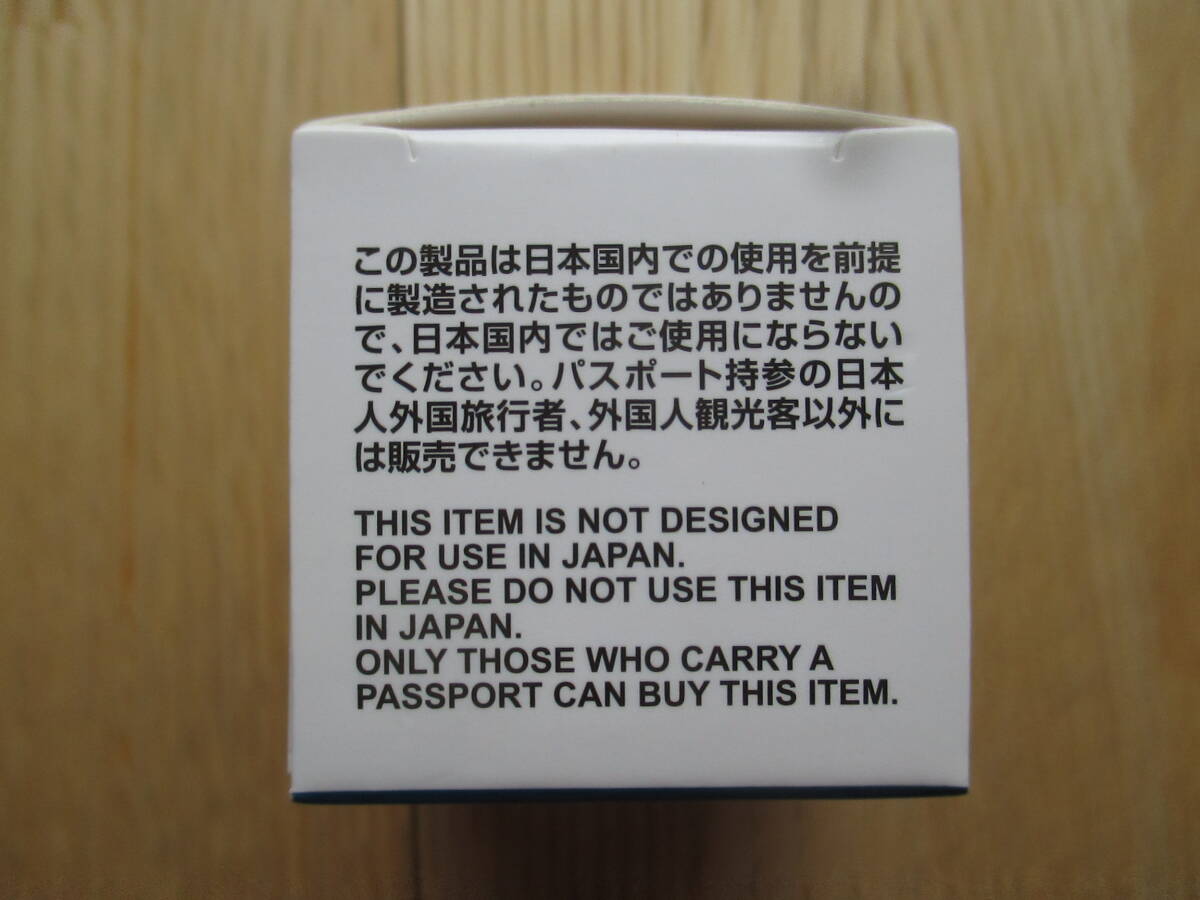 この製品は日本国内での使用を前提
に製造されたものではありませんの
で、日本国内ではご使用にならない
でください。パスポート持参の日本
人外国旅行者、外国人観光客以外に
は販売できません。
THIS ITEM IS NOT DESIGNED
FOR USE IN JAPAN.
PLEASE DO NOT USE THIS ITEM
IN JAPAN.
ONLY THOSE WHO CARRY A
PASSPORT CAN BUY THIS ITEM.